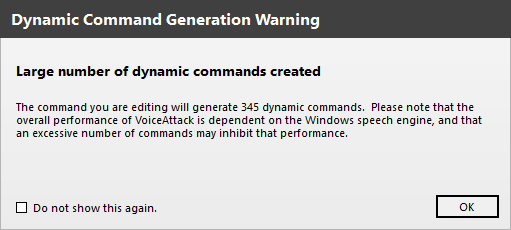 Dynamic Command Generation Warning
Large number of dynamic commands created
The command you are editing will generate 345 dynamic commands.  Please note that the
overall performance of VoiceAttack is dependent on the Windows speech engine, and that
an excessive number of commands may inhibit that performance.
Do not show this again.
OK